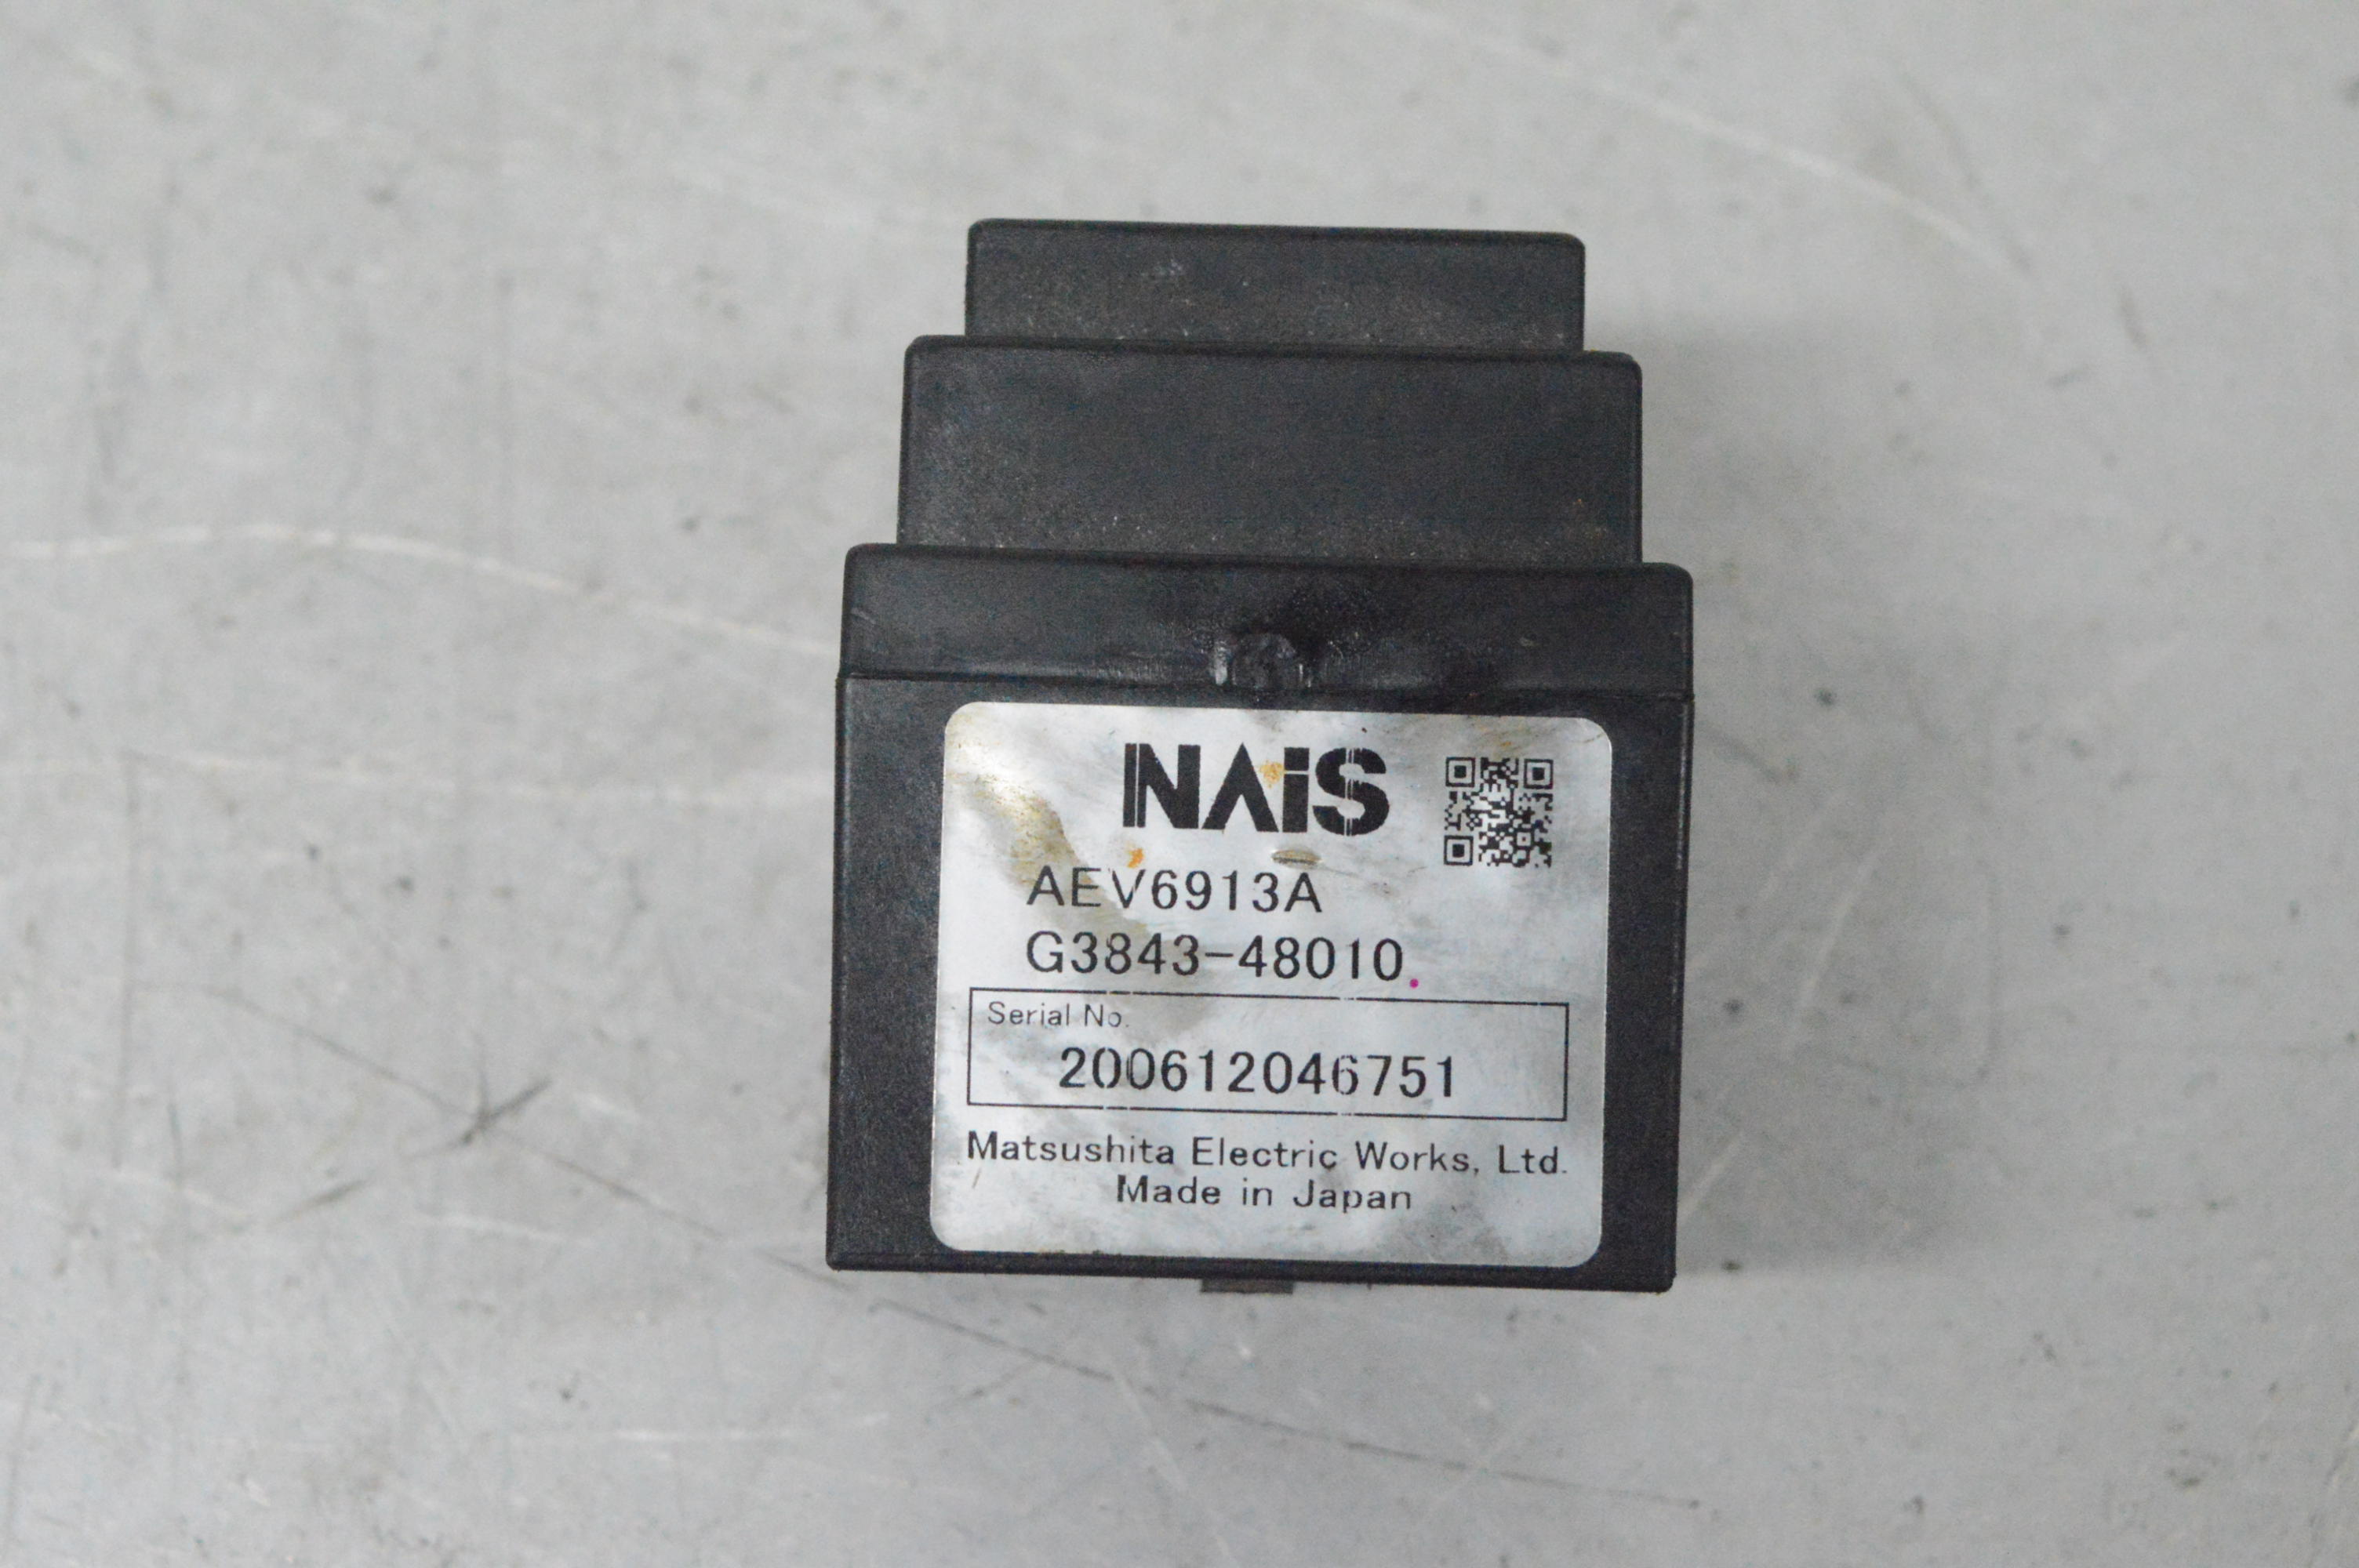 NAiS
AEV6913A
G3843-48010
Serial No.
200612046751
Matsushita Electric Works, Ltd.
Made in Japan